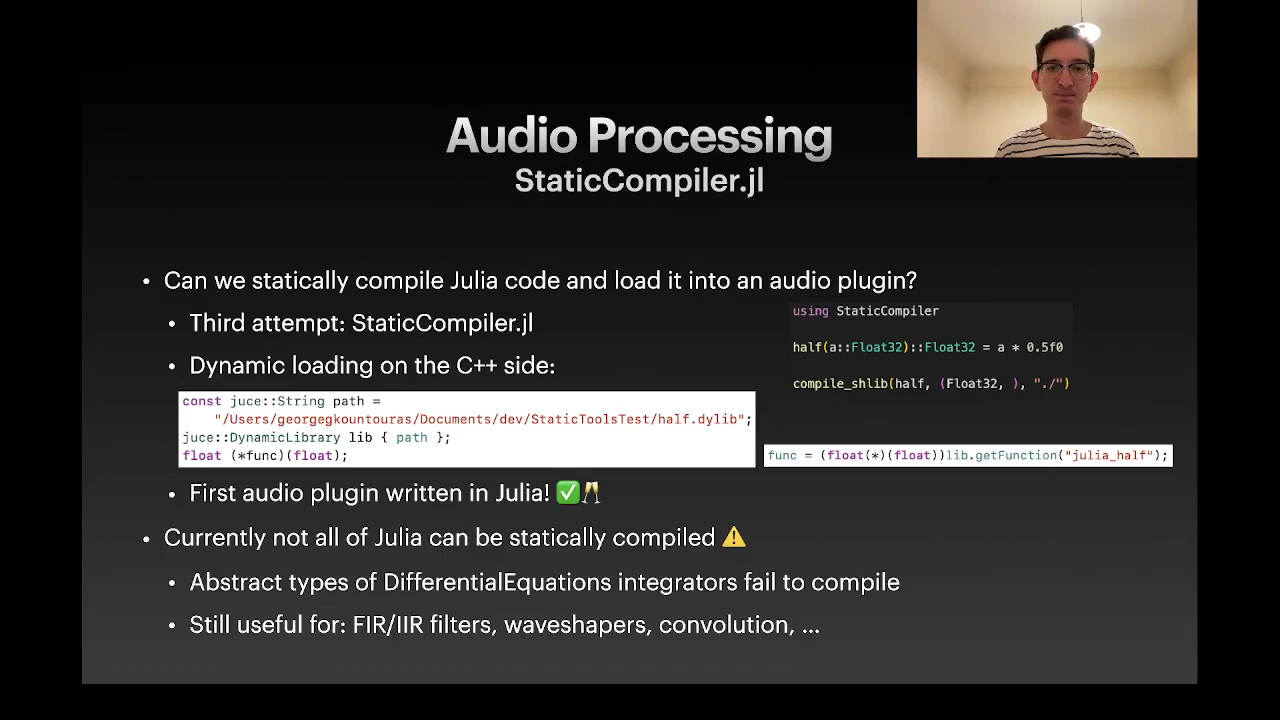 Audio Processing
StaticCompiler.jl
• Can we statically compile Julia code and load it into an audio plugin?
• Third attempt: StaticCompiler.jl
• Dynamic loading on the C++ side:
using StaticCompiler
half(a::Float32)::Float32 = a * 0.5f0
compile_shlib(half, (Float32, ), "./")
const juce::String path =
"/Users/georgegkountouras/Documents/dev/StaticToolsTest/half.dylib";
juce::DynamicLibrary lib { path };
float (*func)(float);
func = (float(*)(float))lib.getFunction("julia_half");
• First audio plugin written in Julia! ✅🥂
• Currently not all of Julia can be statically compiled ⚠️
• Abstract types of DifferentialEquations integrators fail to compile
• Still useful for: FIR/IIR filters, waveshapers, convolution, ...